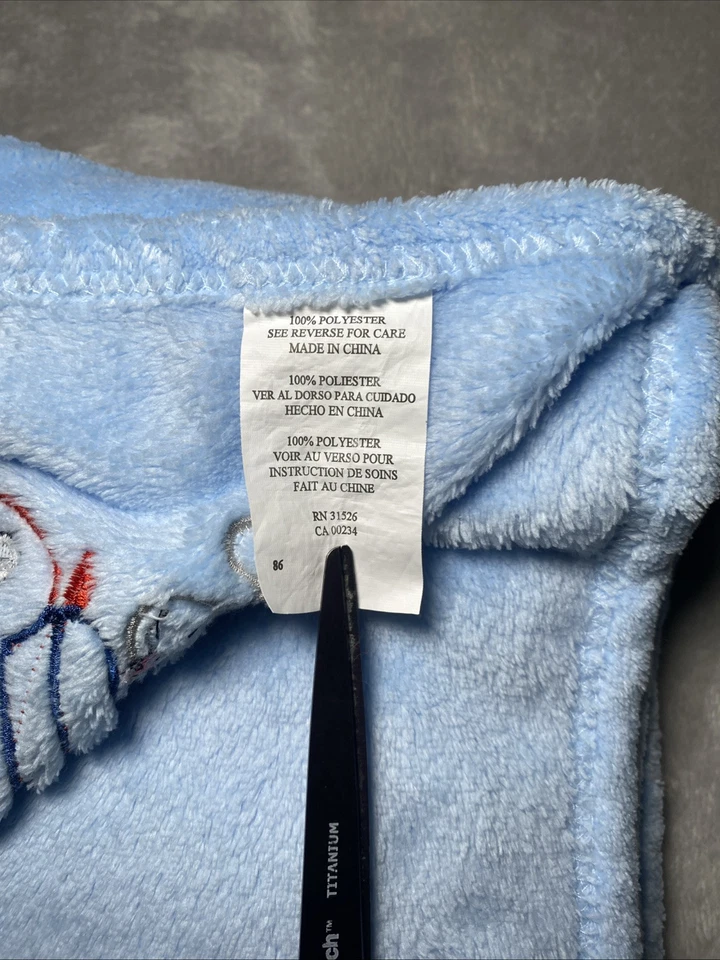 100% POLYESTER
SEE REVERSE FOR CARE
MADE IN CHINA
100% POLIESTER
VER AL DORSO PARA CUIDADO
HECHO EN CHINA
100% POLYESTER
VOIR AU VERSO POUR
INSTRUCTION DE SOINS
FAIT AU CHINE
RN 31526
CA 00234
86
TITANIUM